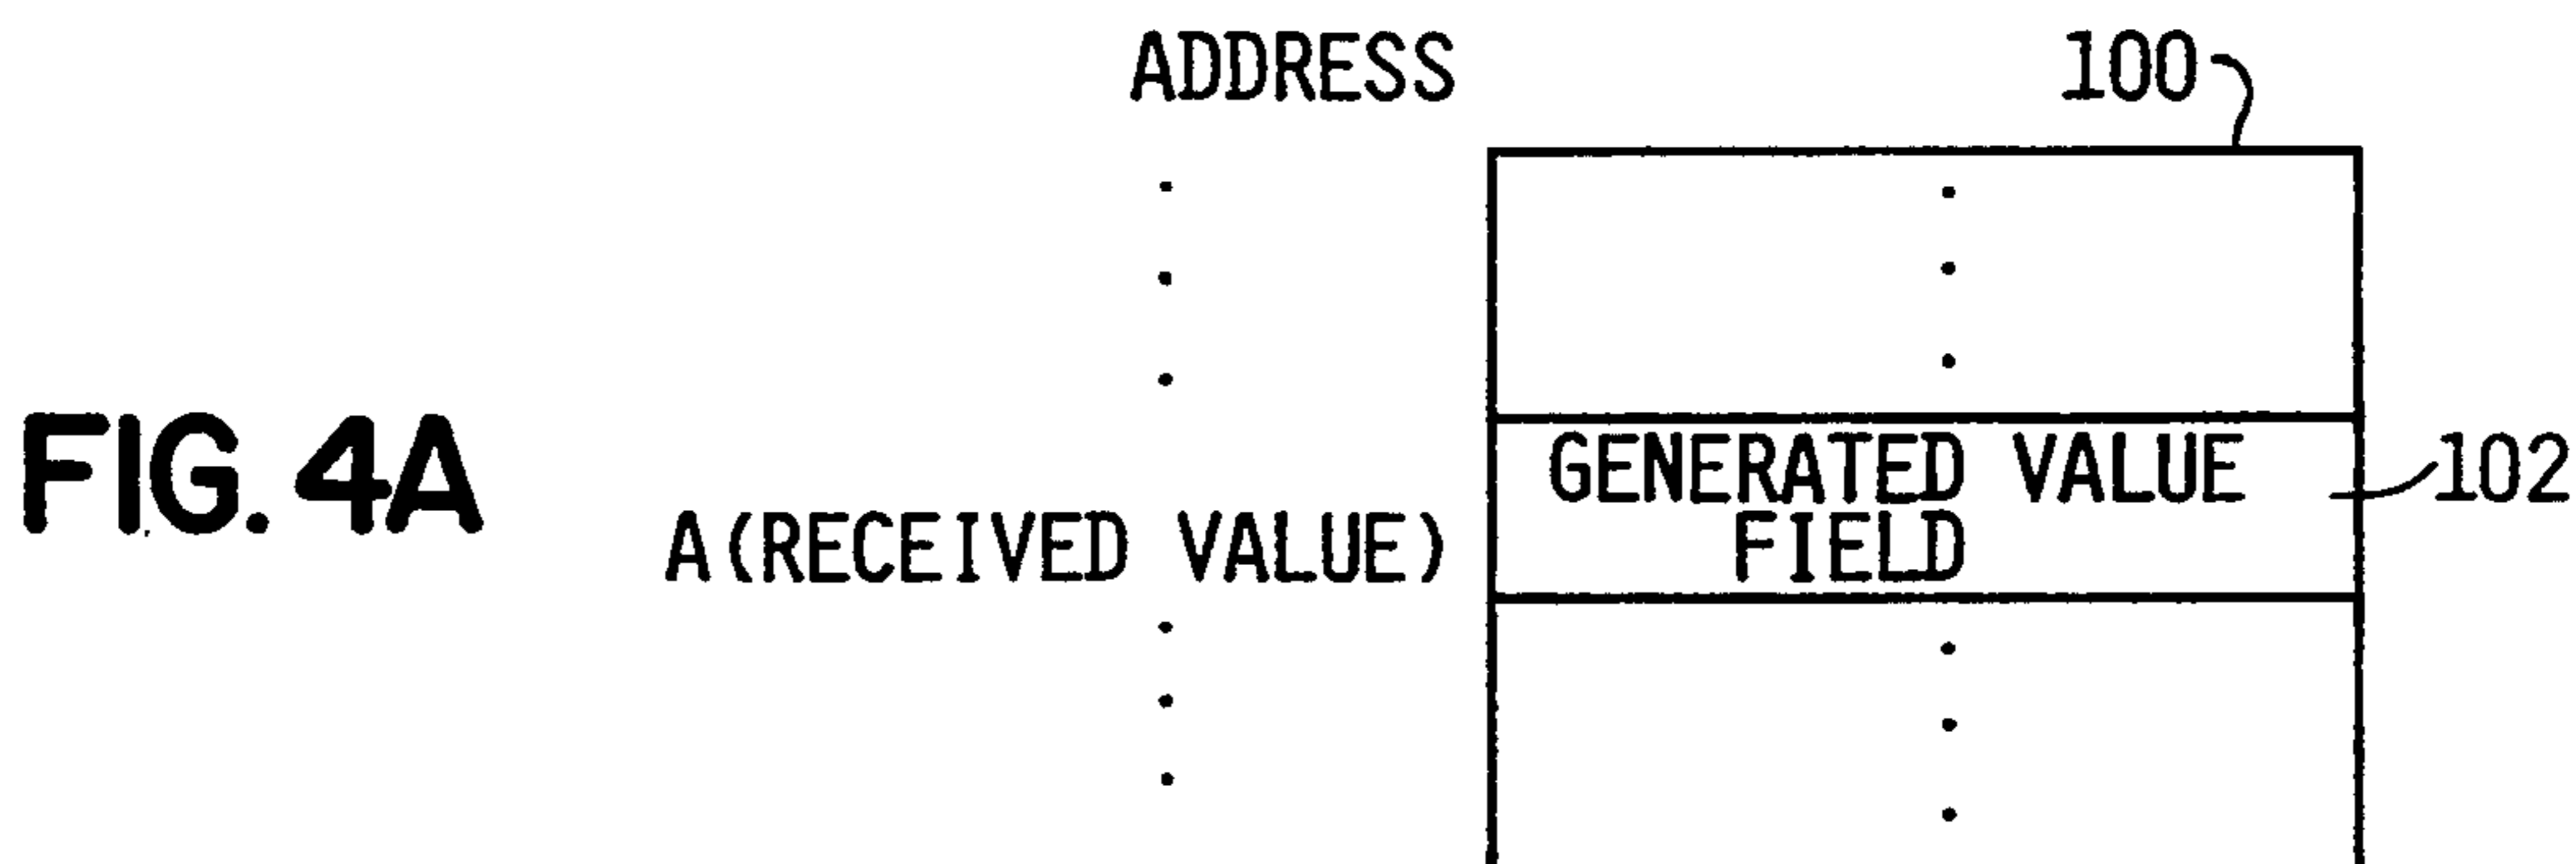 ADDRESS
100
GENERATED VALUE
102
FIG. 4A
A(RECEIVED VALUE)
FIELD